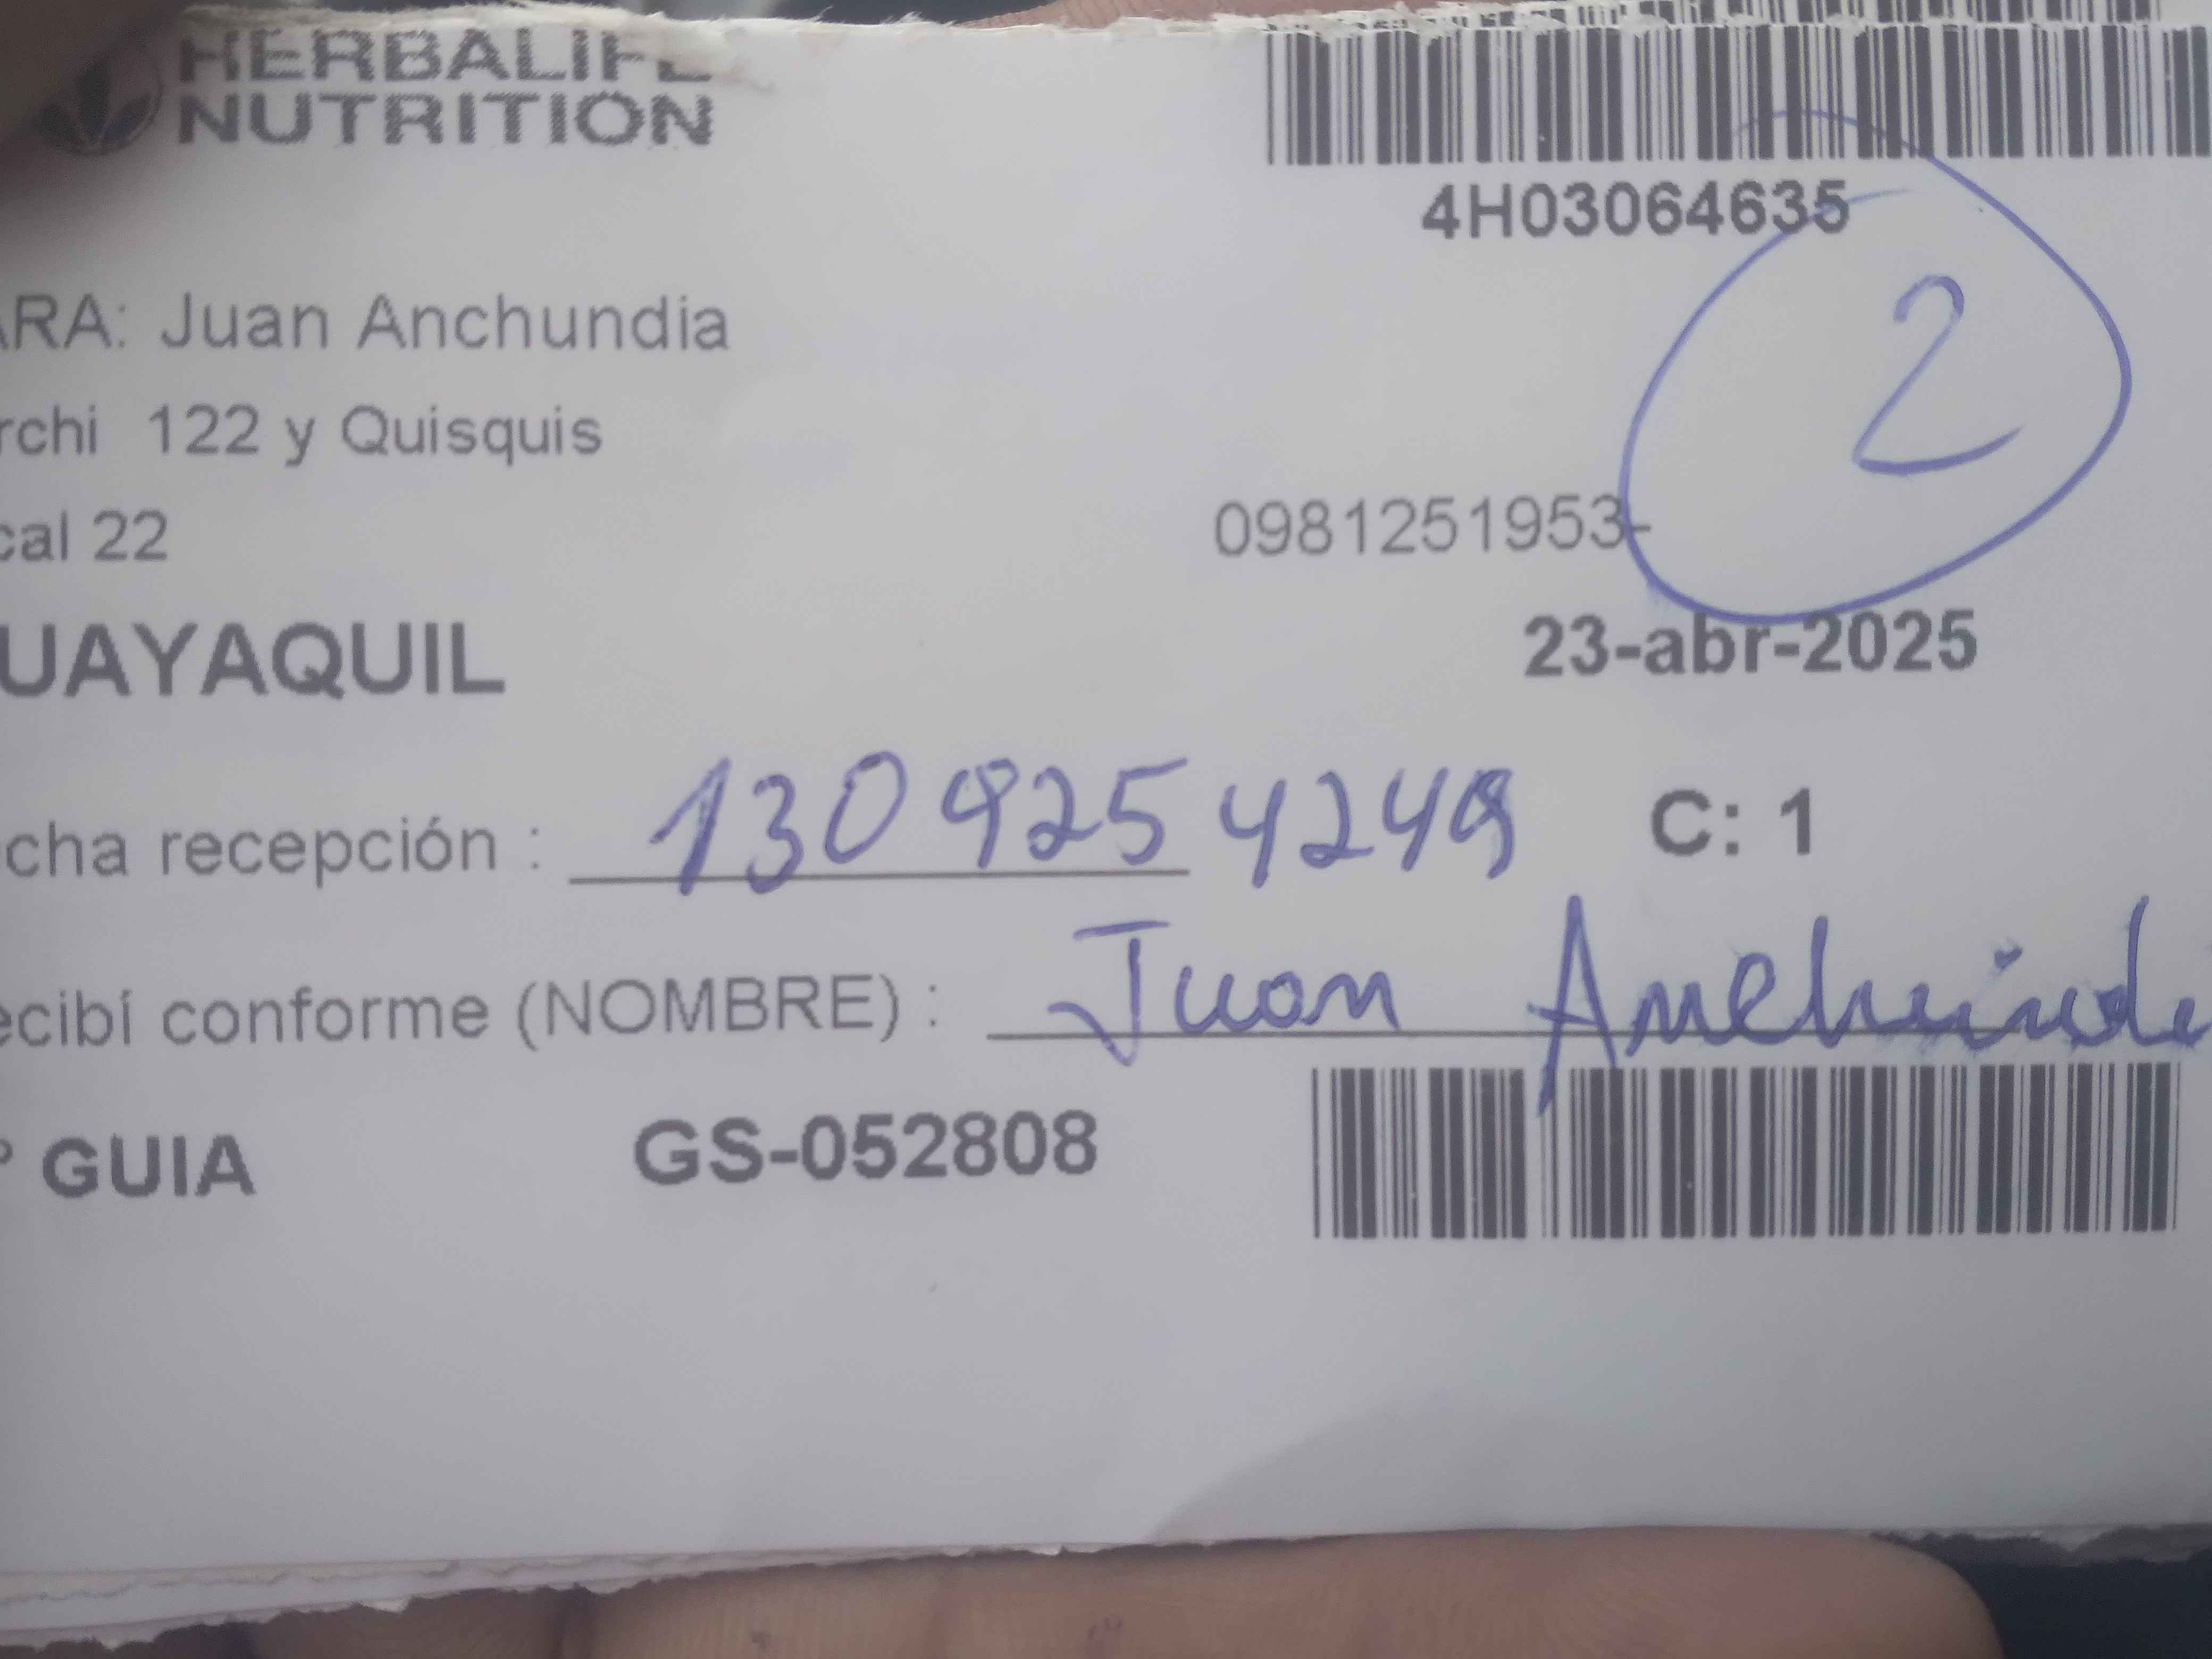 HERBALIFE
NUTRITION
4H03064635
2
ARA: Juan Anchundia
rchi 122 y Quisquis
cal 22 0981251953-
UAYAQUIL 23-abr-2025
cha recepción : 1309254249 C: 1
ecibí conforme (NOMBRE) : Juan Anchundi
° GUIA GS-052808